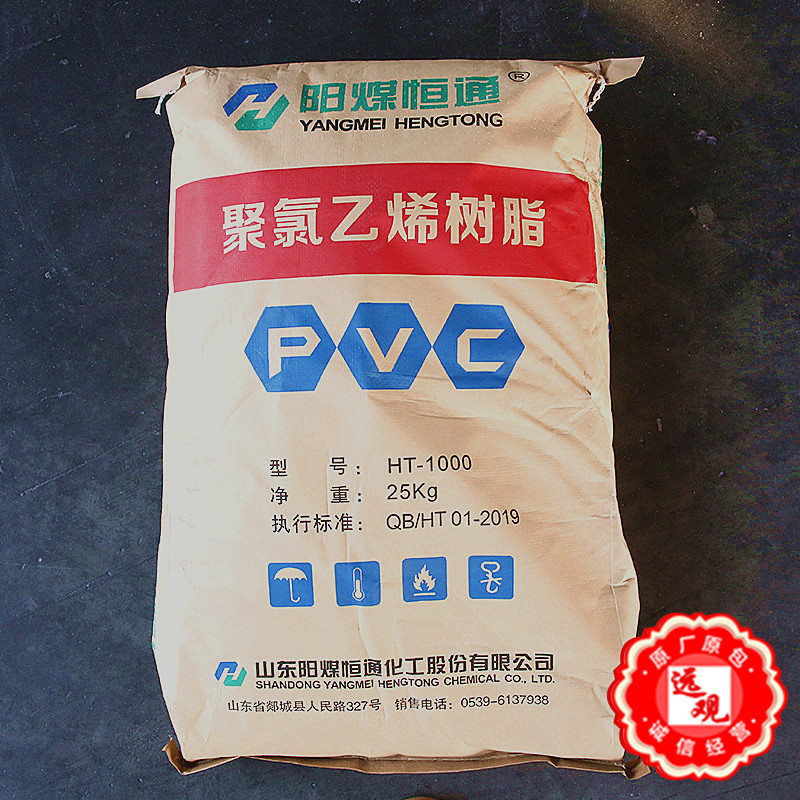 阳煤恒通®
YANGMEI HENGTONG
聚氯乙烯树脂
PVC
型 号: HT-1000
净 重: 25Kg
执行标准: QB/HT 01-2019
山东阳煤恒通化工股份有限公司
SHANDONG YANGMEI HENGTONG CHEMICAL CO., LTD.
山东省郯城县人民路327号 销售电话: 0539-6137938
原厂原包
远观
诚信经营